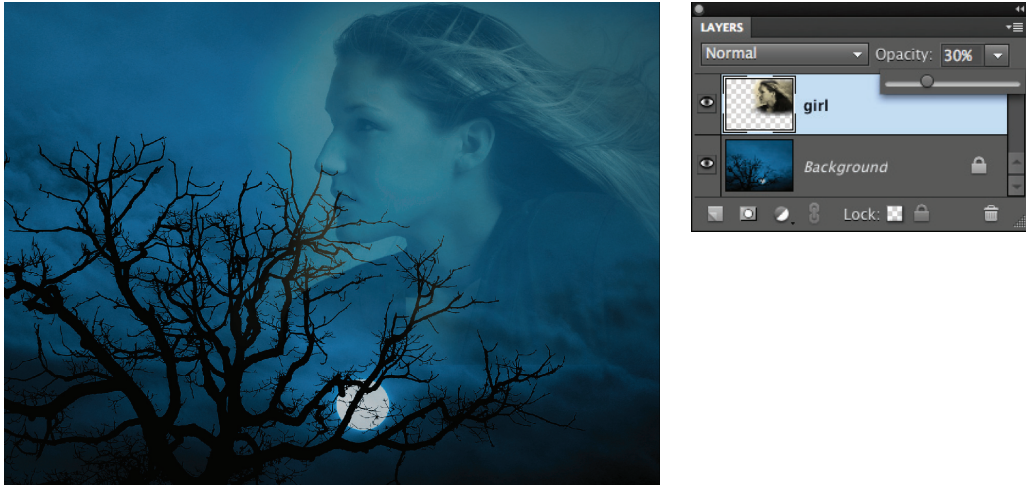 LAYERS
Normal Opacity: 30%
girl
Background
Lock: